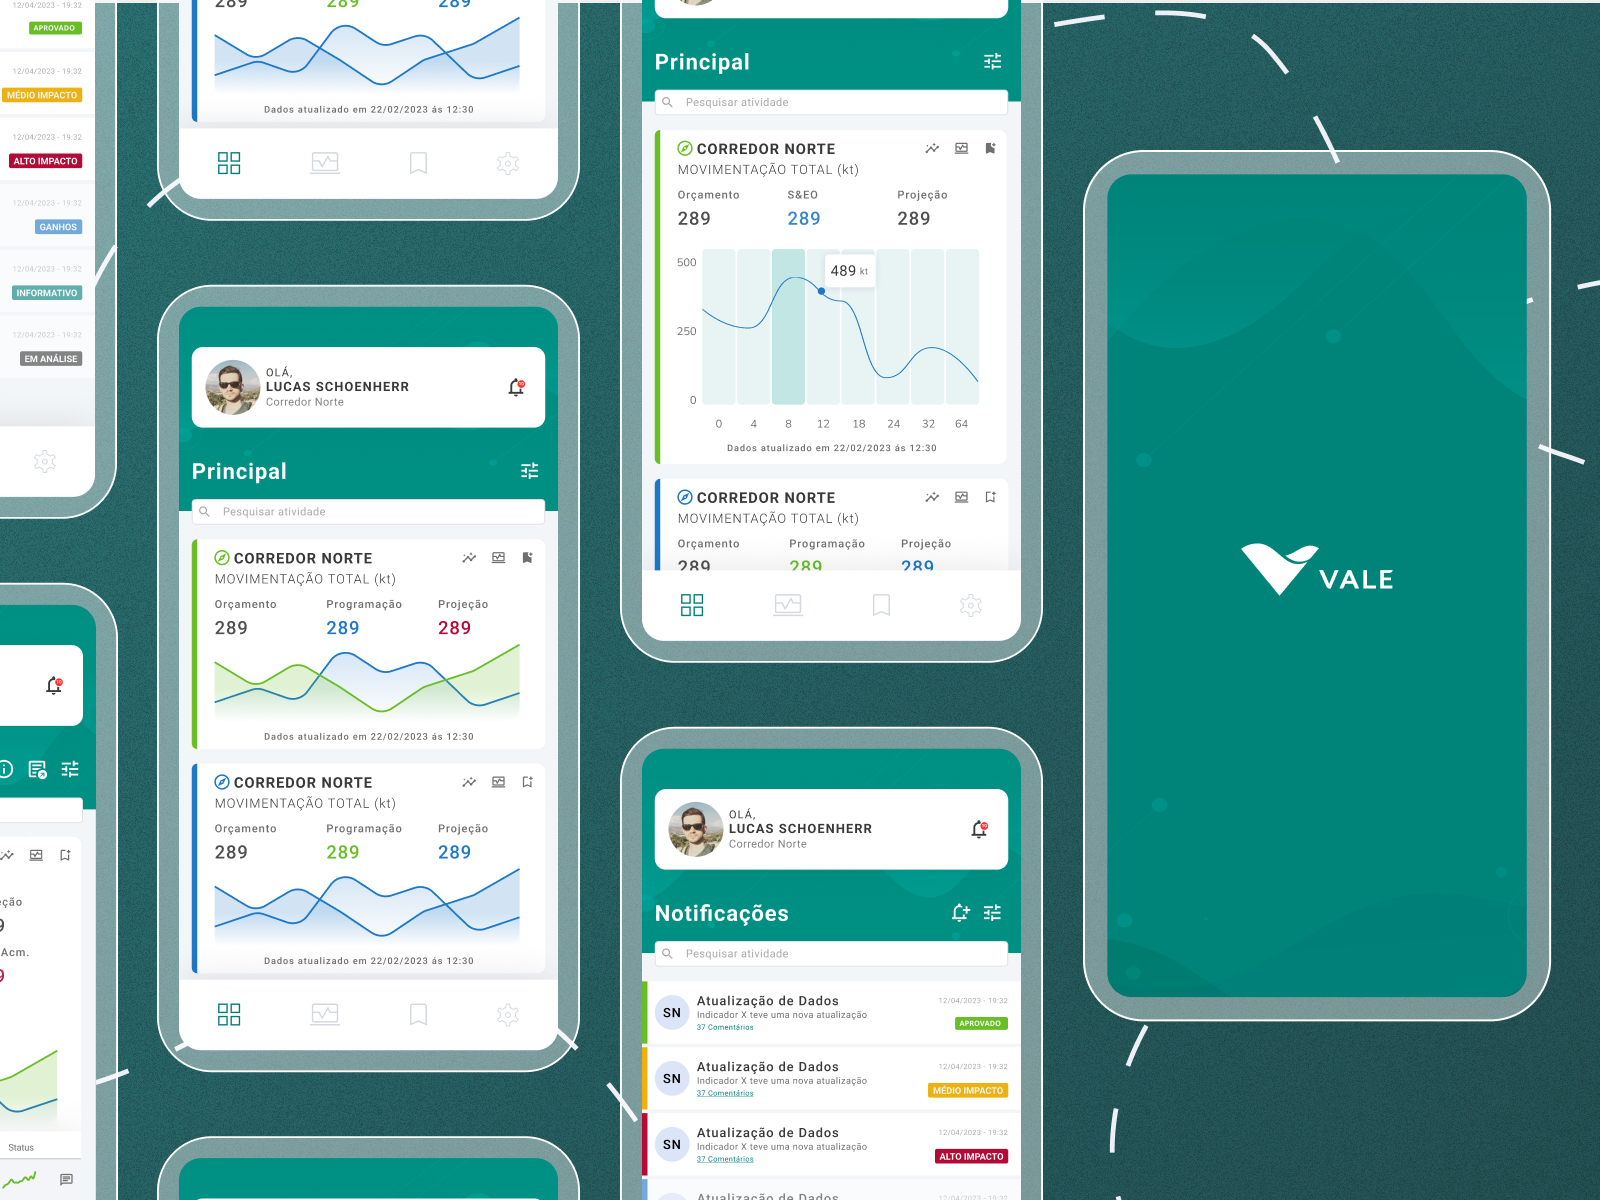 12/04/2023 - 19:32
APROVADO
12/04/2023 - 19:32
MÉDIO IMPACTO
12/04/2023 - 19:32
ALTO IMPACTO
12/04/2023 - 19:32
GANHOS
12/04/2023 - 19:32
INFORMATIVO
12/04/2023 - 19:32
EM ANÁLISE
Acm.
Status
289 289 289
Dados atualizado em 22/02/2023 ás 12:30
OLÁ,
LUCAS SCHOENHERR
Corredor Norte
Principal
Pesquisar atividade
CORREDOR NORTE
MOVIMENTAÇÃO TOTAL (kt)
Orçamento Programação Projeção
289 289 289
Dados atualizado em 22/02/2023 ás 12:30
CORREDOR NORTE
MOVIMENTAÇÃO TOTAL (kt)
Orçamento Programação Projeção
289 289 289
Dados atualizado em 22/02/2023 ás 12:30
Principal
Pesquisar atividade
CORREDOR NORTE
MOVIMENTAÇÃO TOTAL (kt)
Orçamento S&EO Projeção
289 289 289
500
489 kt
250
0
0 4 8 12 18 24 32 64
Dados atualizado em 22/02/2023 ás 12:30
CORREDOR NORTE
MOVIMENTAÇÃO TOTAL (kt)
Orçamento Programação Projeção
289 289 289
OLÁ,
LUCAS SCHOENHERR
Corredor Norte
Notificações
Pesquisar atividade
SN Atualização de Dados 12/04/2023 - 19:32
Indicador X teve uma nova atualização
37 Comentários APROVADO
SN Atualização de Dados 12/04/2023 - 19:32
Indicador X teve uma nova atualização
37 Comentários MÉDIO IMPACTO
SN Atualização de Dados 12/04/2023 - 19:32
Indicador X teve uma nova atualização
37 Comentários ALTO IMPACTO
Atualização de Dados 12/04/2023 - 19:32
VALE